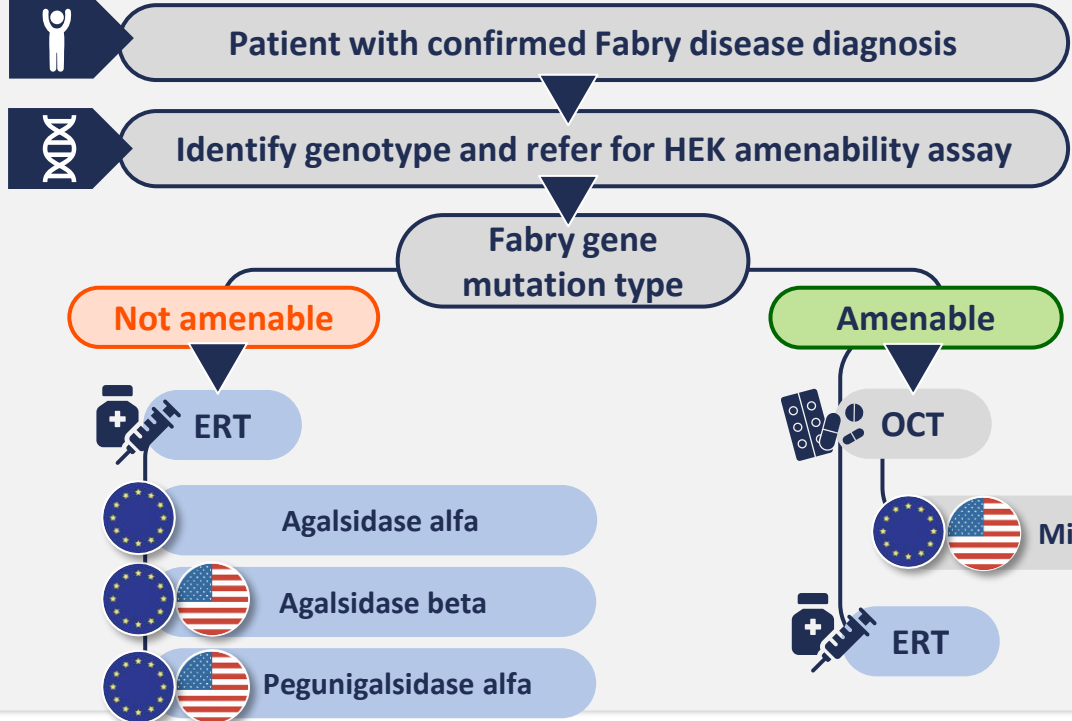 Patient with confirmed Fabry disease diagnosis
Identify genotype and refer for HEK amenability assay
Fabry gene
mutation type
Not amenable
Amenable
ERT
OCT
Agalsidase alfa
Mi
Agalsidase beta
ERT
Pegunigalsidase alfa